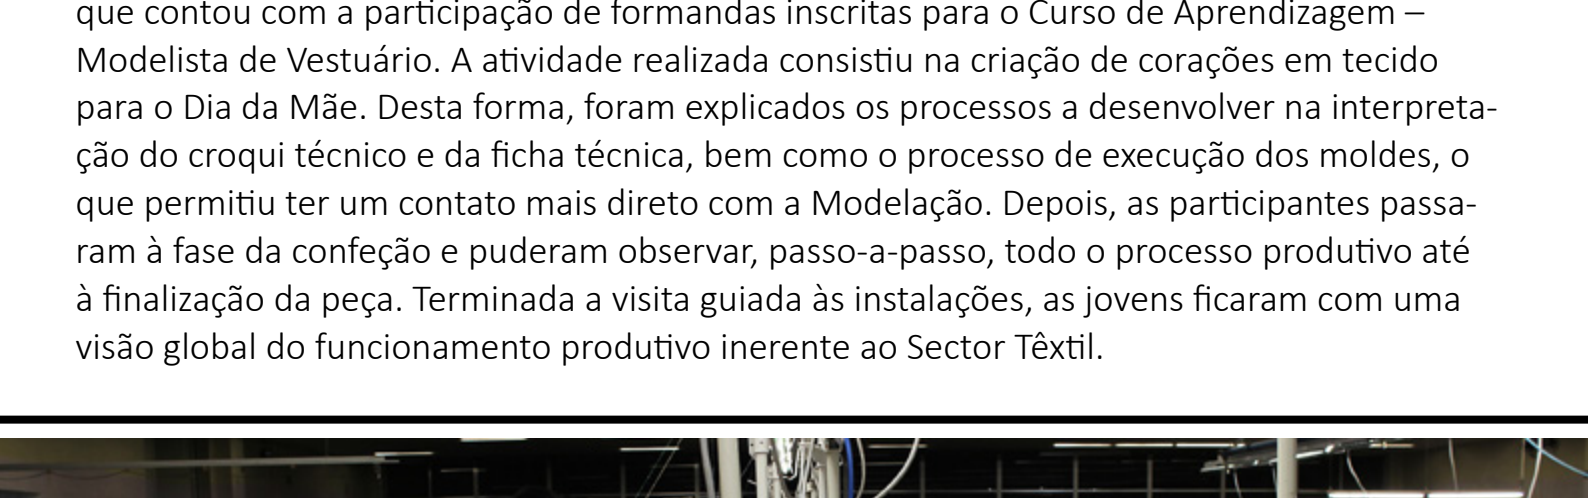 que contou com a participação de formandas inscritas para o Curso de Aprendizagem –
Modelista de Vestuário. A atividade realizada consistiu na criação de corações em tecido
para o Dia da Mãe. Desta forma, foram explicados os processos a desenvolver na interpreta-
ção do croqui técnico e da ficha técnica, bem como o processo de execução dos moldes, o
que permitiu ter um contato mais direto com a Modelação. Depois, as participantes passa-
ram à fase da confeção e puderam observar, passo-a-passo, todo o processo produtivo até
à finalização da peça. Terminada a visita guiada às instalações, as jovens ficaram com uma
visão global do funcionamento produtivo inerente ao Sector Têxtil.